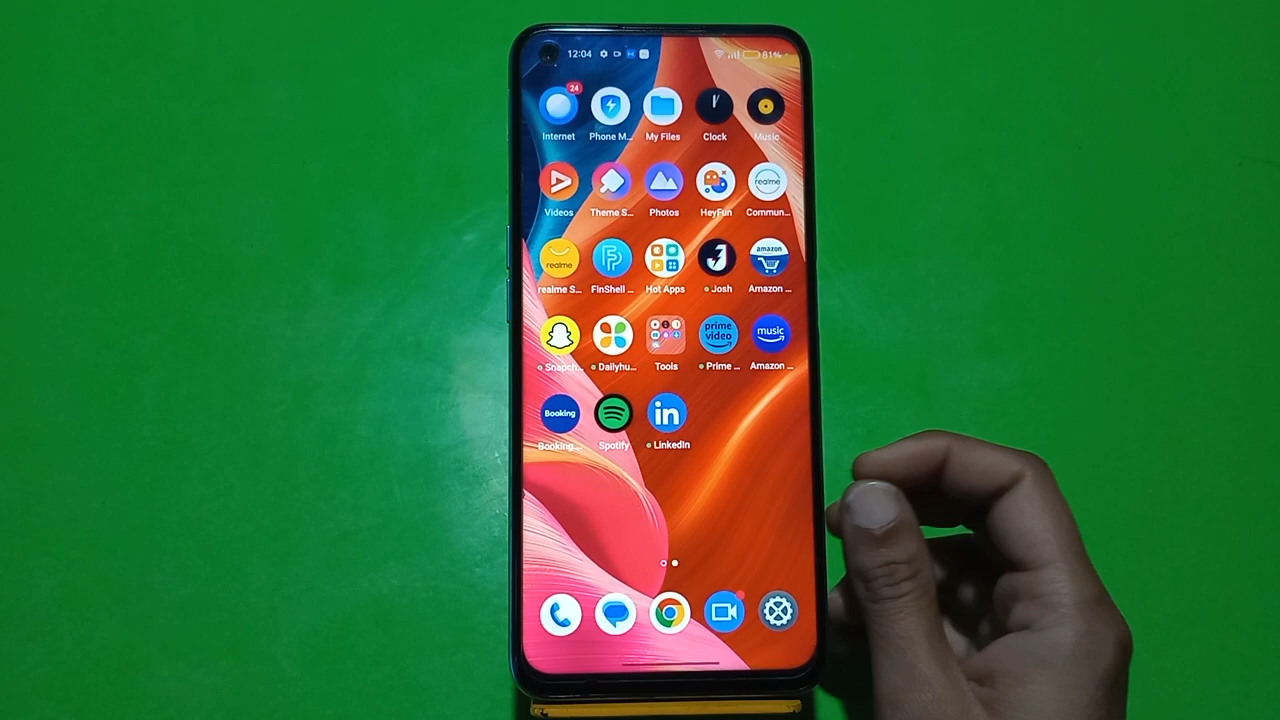 12:04 81%
24
Internet Phone M... My Files Clock Music
realme
Videos Theme S... Photos HeyFun Commun...
realme amazon
realme S... FinShell ... Hot Apps Josh Amazon ...
prime video music
Snapch... Dailyhu... Tools Prime ... Amazon ...
Booking in
Booking.... Spotify LinkedIn